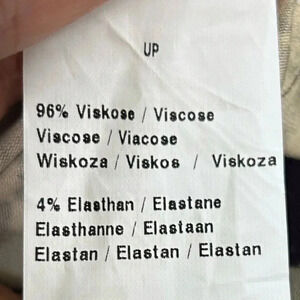 UP
96% Viskose / Viscose
Viscose / Viacose
Wiskoza / Viskos / Viskoza
4% Elasthan / Elastane
Elasthanne / Elastaan
Elastan / Elastan / Elastan